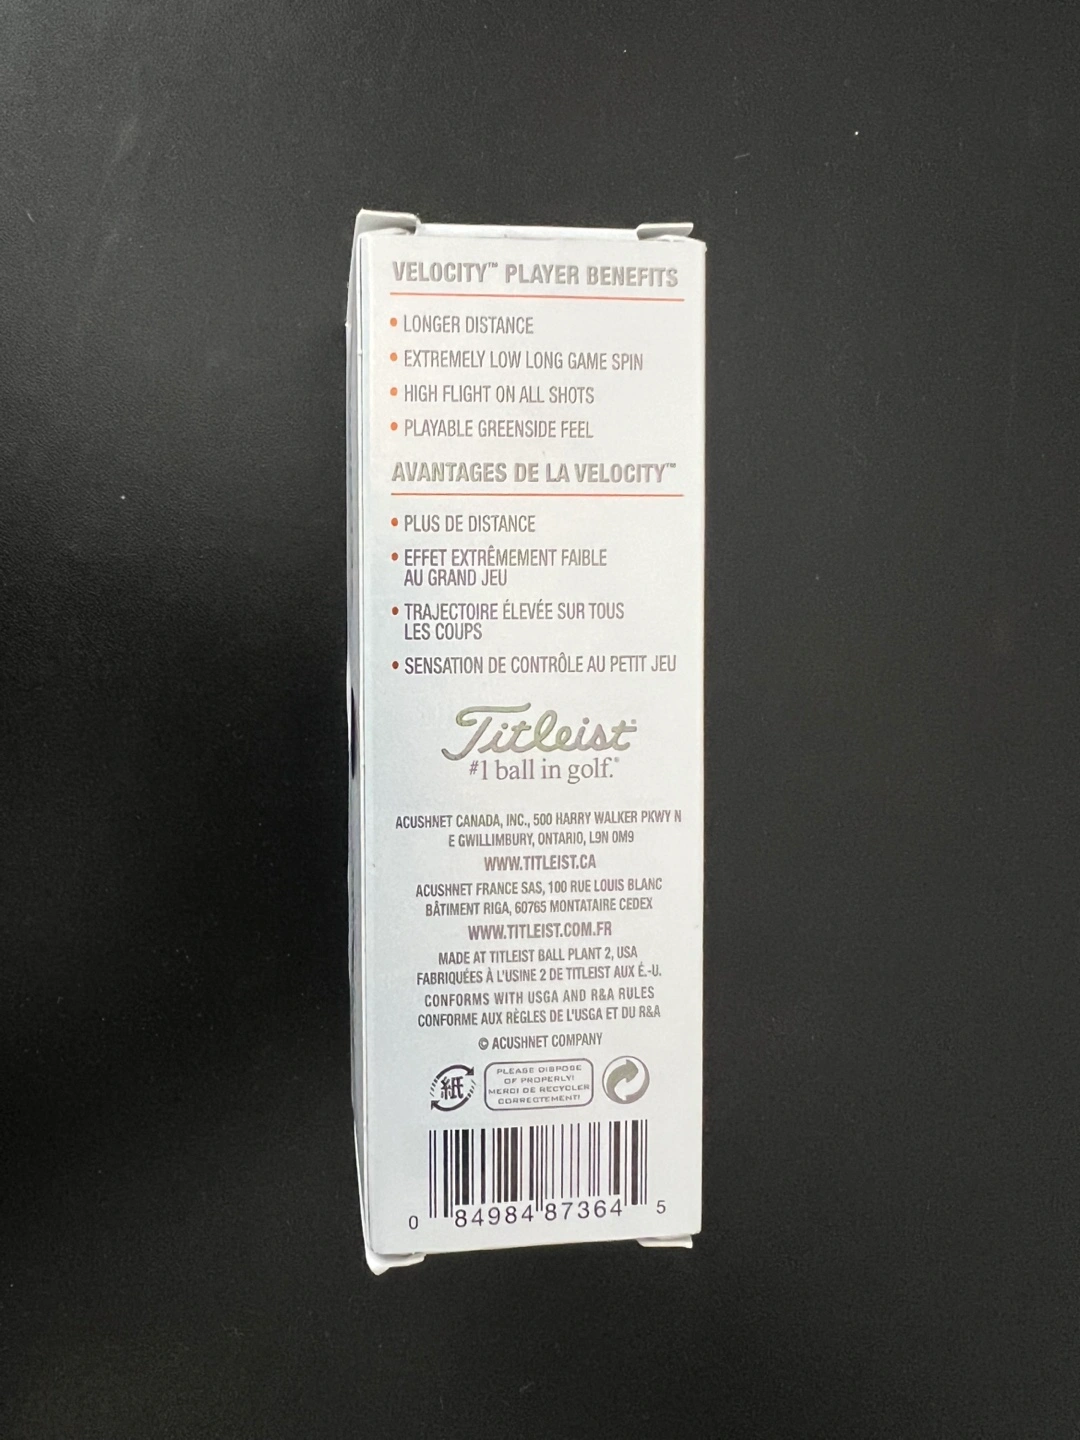 VELOCITY™ PLAYER BENEFITS
• LONGER DISTANCE
• EXTREMELY LOW LONG GAME SPIN
• HIGH FLIGHT ON ALL SHOTS
• PLAYABLE GREENSIDE FEEL
AVANTAGES DE LA VELOCITY™
• PLUS DE DISTANCE
• EFFET EXTRÊMEMENT FAIBLE
AU GRAND JEU
• TRAJECTOIRE ÉLEVÉE SUR TOUS
LES COUPS
• SENSATION DE CONTRÔLE AU PETIT JEU
Titleist®
#1 ball in golf.®
ACUSHNET CANADA, INC., 500 HARRY WALKER PKWY N
E GWILLIMBURY, ONTARIO, L9N 0M9
WWW.TITLEIST.CA
ACUSHNET FRANCE SAS, 100 RUE LOUIS BLANC
BÂTIMENT RIGA, 60765 MONTATAIRE CEDEX
WWW.TITLEIST.COM.FR
MADE AT TITLEIST BALL PLANT 2, USA
FABRIQUÉES À L'USINE 2 DE TITLEIST AUX É.-U.
CONFORMS WITH USGA AND R&A RULES
CONFORME AUX RÈGLES DE L'USGA ET DU R&A
© ACUSHNET COMPANY
紙
PLEASE DISPOSE
OF PROPERLY!
MERCI DE RECYCLER
CORRECTEMENT!
0 84984 87364 5